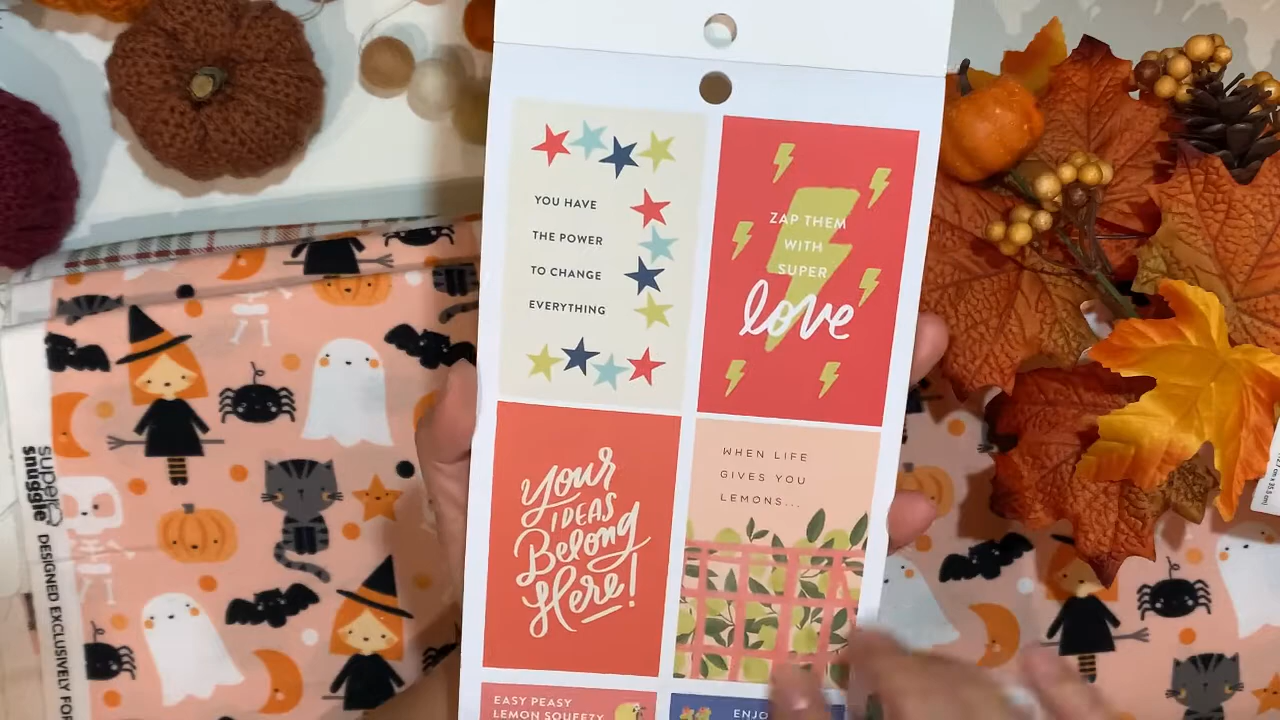 YOU HAVE
THE POWER
TO CHANGE
EVERYTHING
ZAP THEM
WITH
SUPER
love
Your
IDEAS
Belong
Here!
WHEN LIFE
GIVES YOU
LEMONS...
EASY PEASY
LEMON SQUEEZY
super
snuggle
DESIGNED EXCLUSIVELY FOR